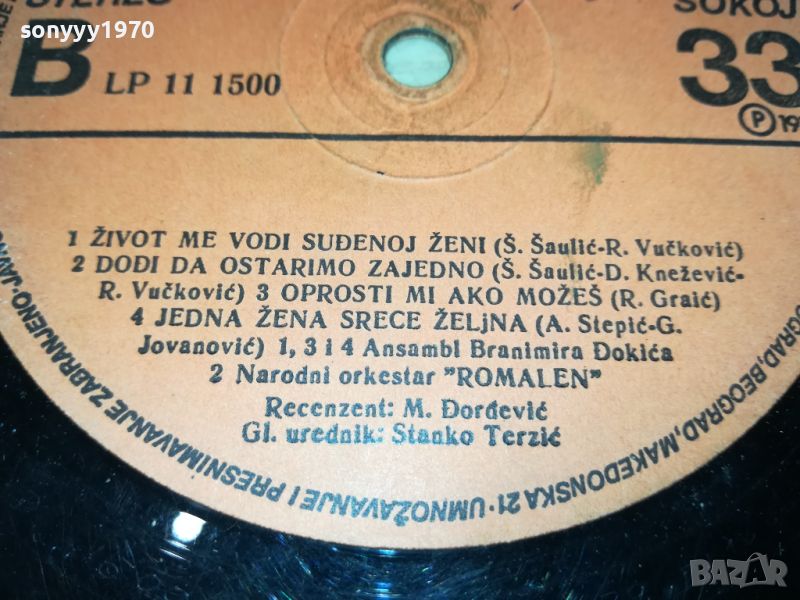 sonyyy1970
STEREO
SOKOJ
B LP 11 1500
33
P 197
1 ŽIVOT ME VODI SUĐENOJ ŽENI (Š. Šaulić-R. Vučković)
2 DOĐI DA OSTARIMO ZAJEDNO (Š. Šaulić-D. Knežević-
R. Vučković) 3 OPROSTI MI AKO MOŽEŠ (R. Graić)
4 JEDNA ŽENA SREĆE ŽELjNA (A. Stepić-G.
Jovanović) 1, 3 i 4 Ansambl Branimira Đokića
2 Narodni orkestar "ROMALEN"
Recenzent: M. Đorđević
Gl. urednik: Stanko Terzić
OGRAD, BEOGRAD, MAKEDONSKA 21 · UMNOŽAVANJE I PRESNIMAVANJE ZABRANJENO-JAVNO
BAZAR